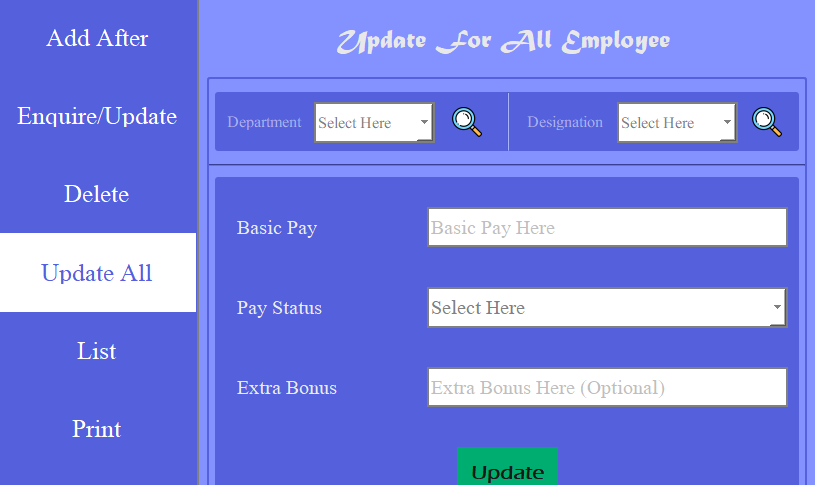 Add After
Enquire/Update
Delete
Update All
List
Print
Update For All Employee
Department
Select Here
Designation
Select Here
Basic Pay
Basic Pay Here
Pay Status
Select Here
Extra Bonus
Extra Bonus Here (Optional)
Update